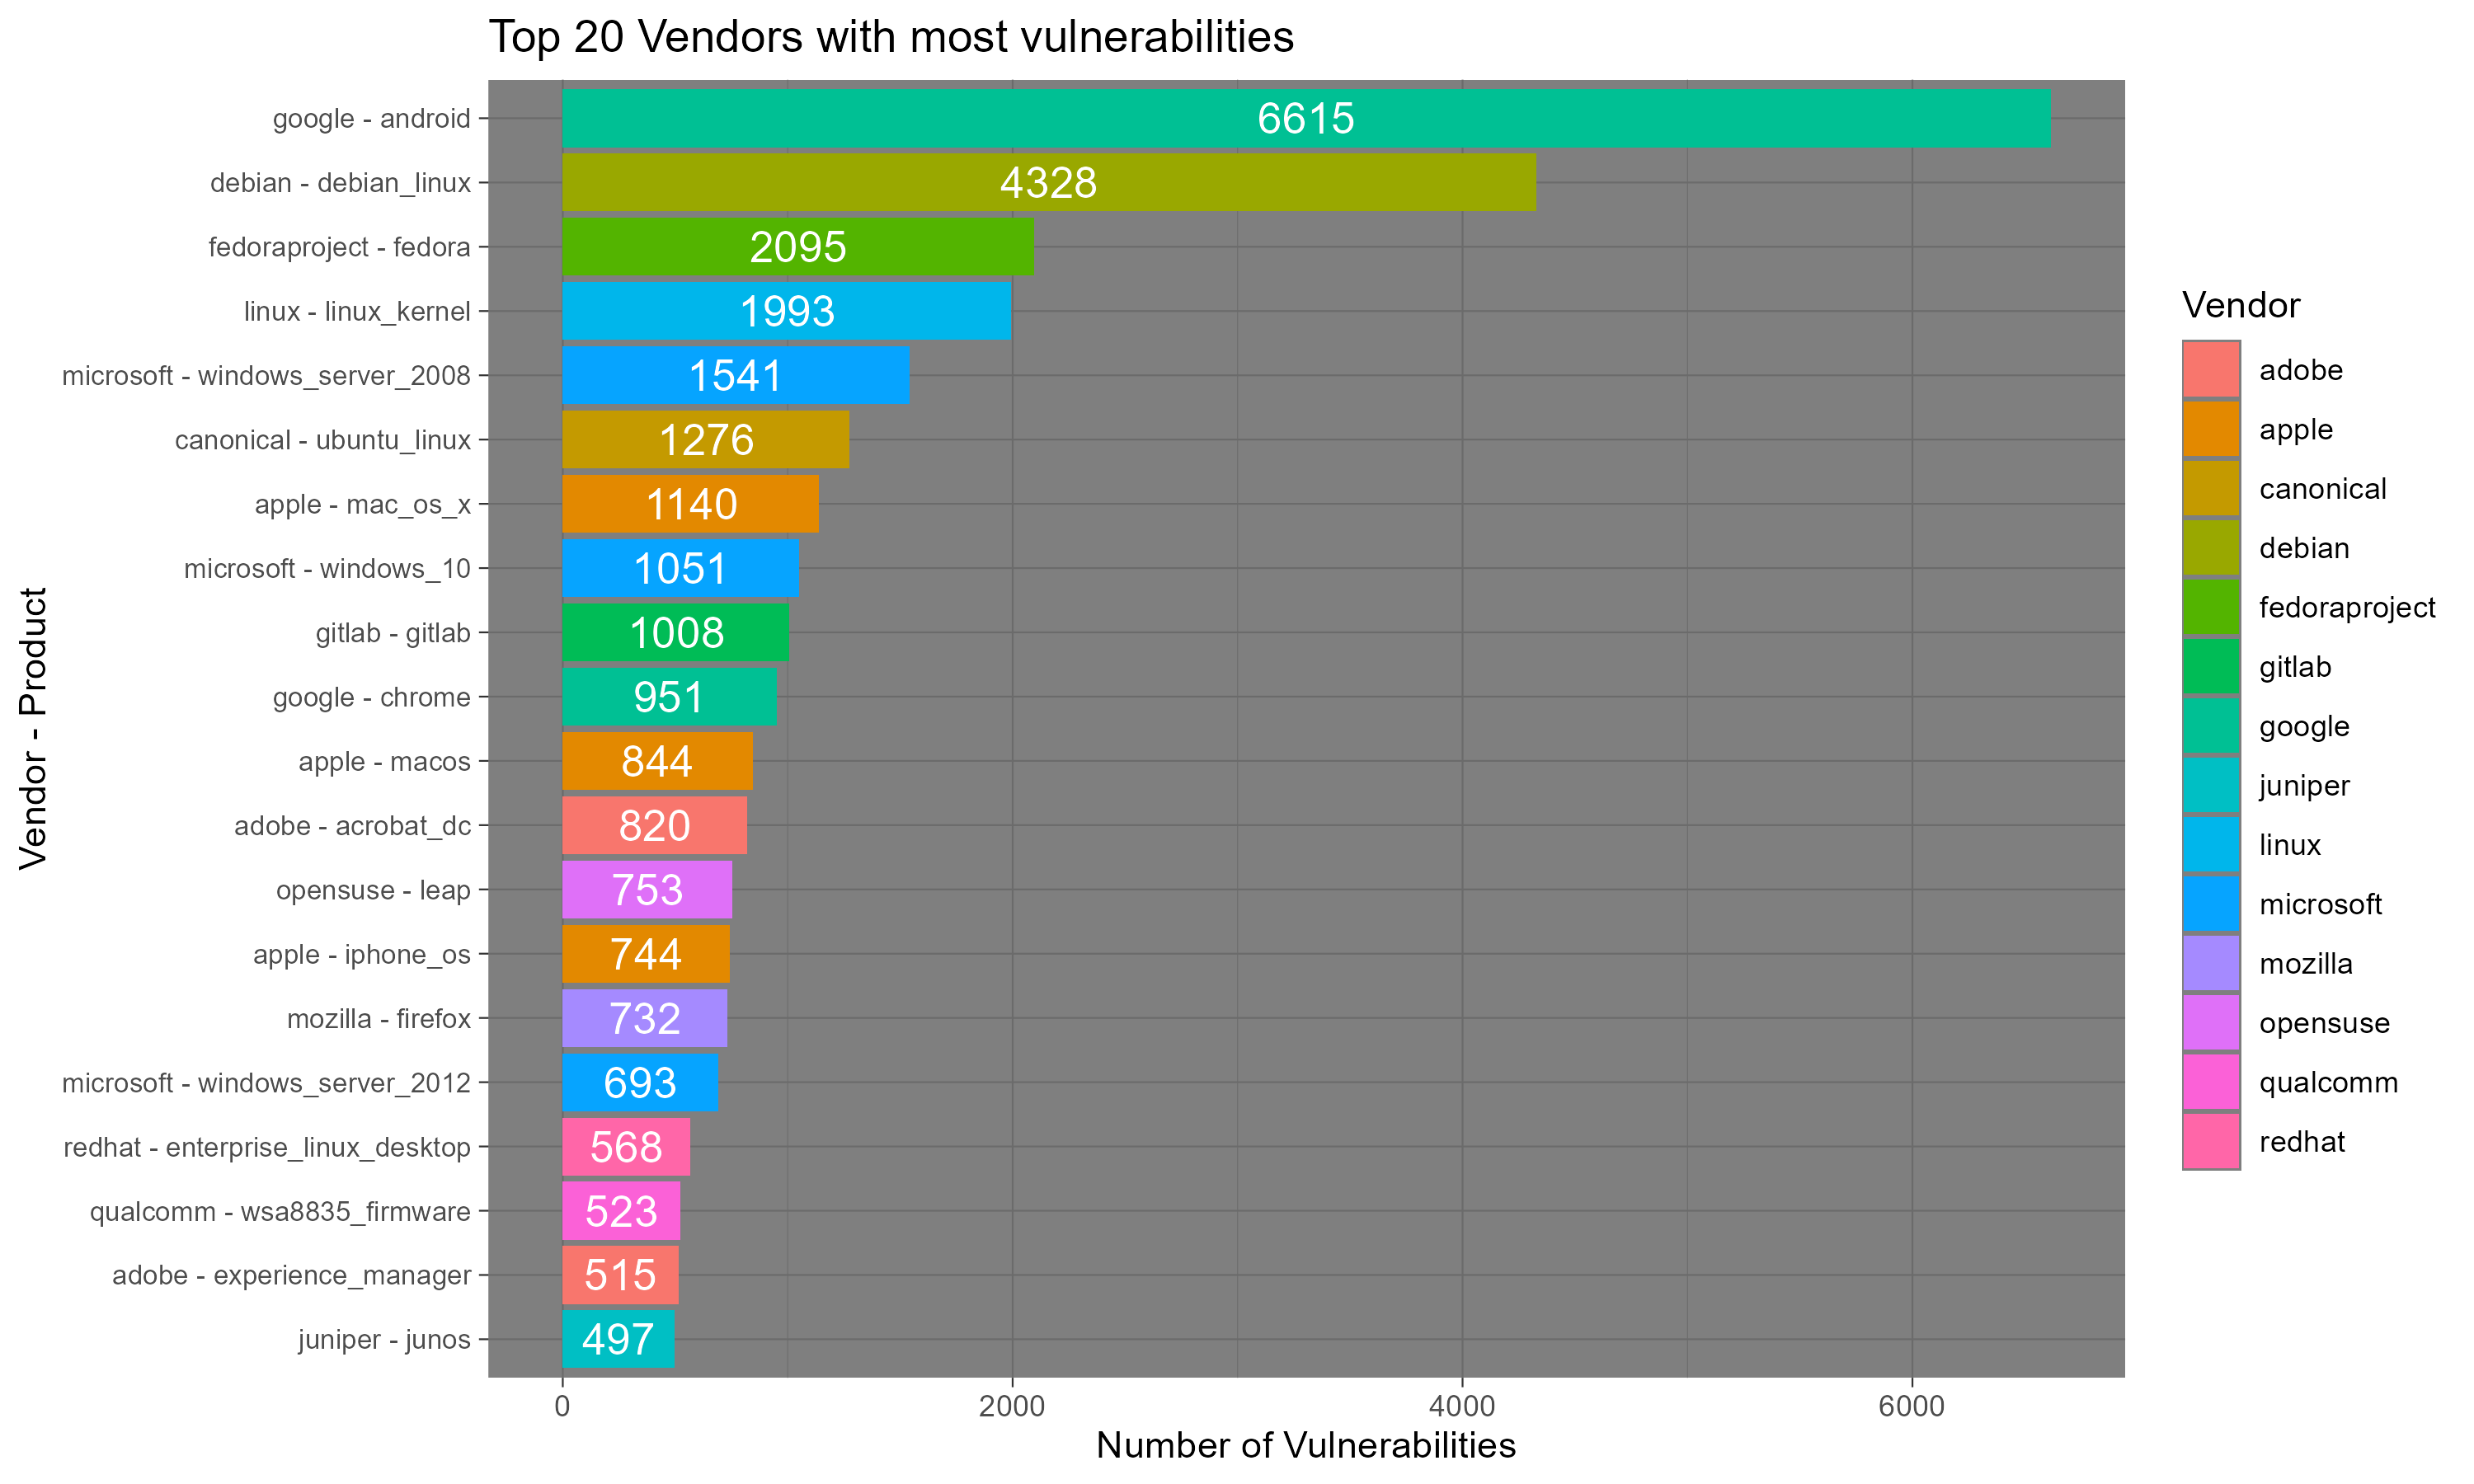 Top 20 Vendors with most vulnerabilities
google - android 6615
debian - debian_linux 4328
fedoraproject - fedora 2095
linux - linux_kernel 1993
microsoft - windows_server_2008 1541
canonical - ubuntu_linux 1276
apple - mac_os_x 1140
microsoft - windows_10 1051
gitlab - gitlab 1008
google - chrome 951
apple - macos 844
adobe - acrobat_dc 820
opensuse - leap 753
apple - iphone_os 744
mozilla - firefox 732
microsoft - windows_server_2012 693
redhat - enterprise_linux_desktop 568
qualcomm - wsa8835_firmware 523
adobe - experience_manager 515
juniper - junos 497
Vendor - Product
0 2000 4000 6000
Number of Vulnerabilities
Vendor
adobe
apple
canonical
debian
fedoraproject
gitlab
google
juniper
linux
microsoft
mozilla
opensuse
qualcomm
redhat